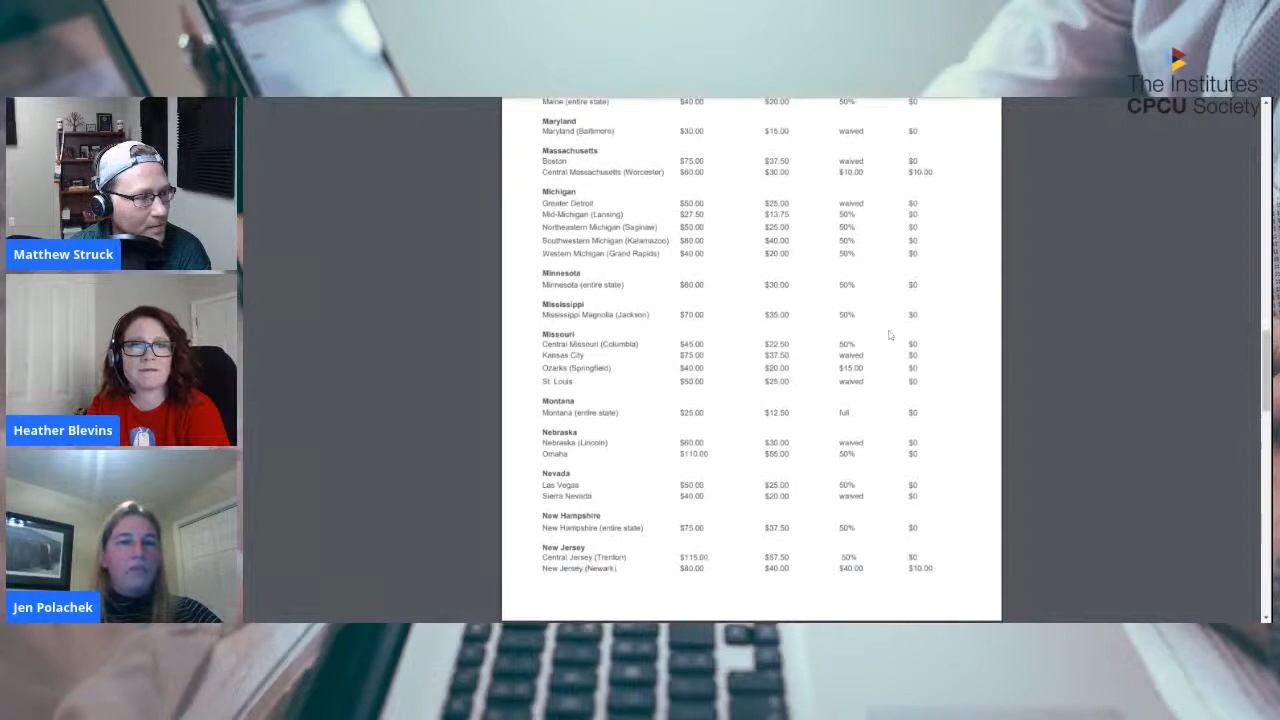 The Institutes
CPCU Society
Matthew Struck
Heather Blevins
Jen Polachek
Maine (entire state) $40.00 $20.00 50% $0
Maryland
Maryland (Baltimore) $30.00 $15.00 waived $0
Massachusetts
Boston $75.00 $37.50 waived $0
Central Massachusetts (Worcester) $60.00 $30.00 $10.00 $10.00
Michigan
Greater Detroit $50.00 $25.00 waived $0
Mid-Michigan (Lansing) $27.50 $13.75 50% $0
Northeastern Michigan (Saginaw) $50.00 $25.00 50% $0
Southwestern Michigan (Kalamazoo) $80.00 $40.00 50% $0
Western Michigan (Grand Rapids) $40.00 $20.00 50% $0
Minnesota
Minnesota (entire state) $60.00 $30.00 50% $0
Mississippi
Mississippi Magnolia (Jackson) $70.00 $35.00 50% $0
Missouri
Central Missouri (Columbia) $45.00 $22.50 50% $0
Kansas City $75.00 $37.50 waived $0
Ozarks (Springfield) $40.00 $20.00 $15.00 $0
St. Louis $50.00 $25.00 waived $0
Montana
Montana (entire state) $25.00 $12.50 full $0
Nebraska
Nebraska (Lincoln) $60.00 $30.00 waived $0
Omaha $110.00 $55.00 50% $0
Nevada
Las Vegas $50.00 $25.00 50% $0
Sierra Nevada $40.00 $20.00 waived $0
New Hampshire
New Hampshire (entire state) $75.00 $37.50 50% $0
New Jersey
Central Jersey (Trenton) $115.00 $57.50 50% $0
New Jersey (Newark) $80.00 $40.00 $40.00 $10.00